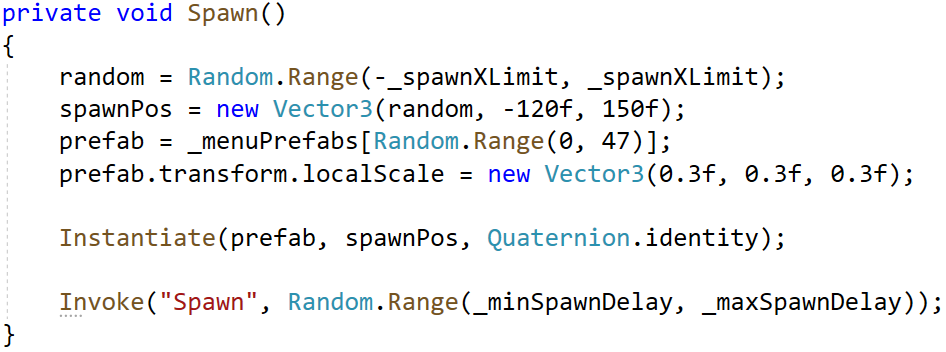 private void Spawn()
{
random = Random.Range(-_spawnXLimit, _spawnXLimit);
spawnPos = new Vector3(random, -120f, 150f);
prefab = _menuPrefabs[Random.Range(0, 47)];
prefab.transform.localScale = new Vector3(0.3f, 0.3f, 0.3f);
Instantiate(prefab, spawnPos, Quaternion.identity);
Invoke("Spawn", Random.Range(_minSpawnDelay, _maxSpawnDelay));
}